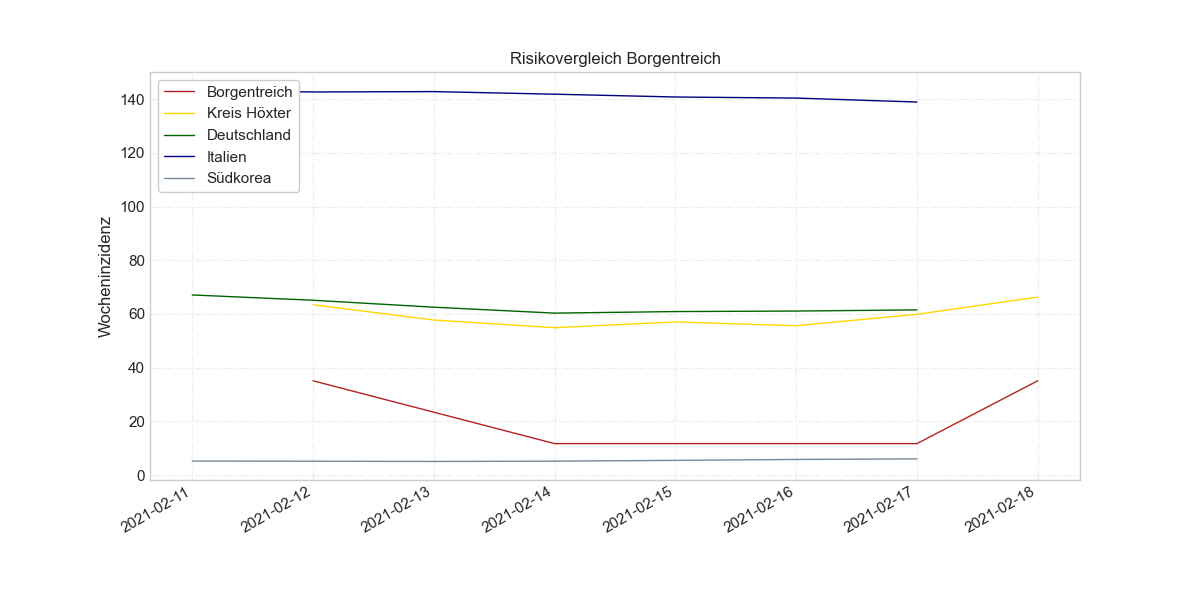 Risikovergleich Borgentreich
Borgentreich
Kreis Höxter
Deutschland
Italien
Südkorea
Wocheninzidenz
140
120
100
80
60
40
20
0
2021-02-11
2021-02-12
2021-02-13
2021-02-14
2021-02-15
2021-02-16
2021-02-17
2021-02-18